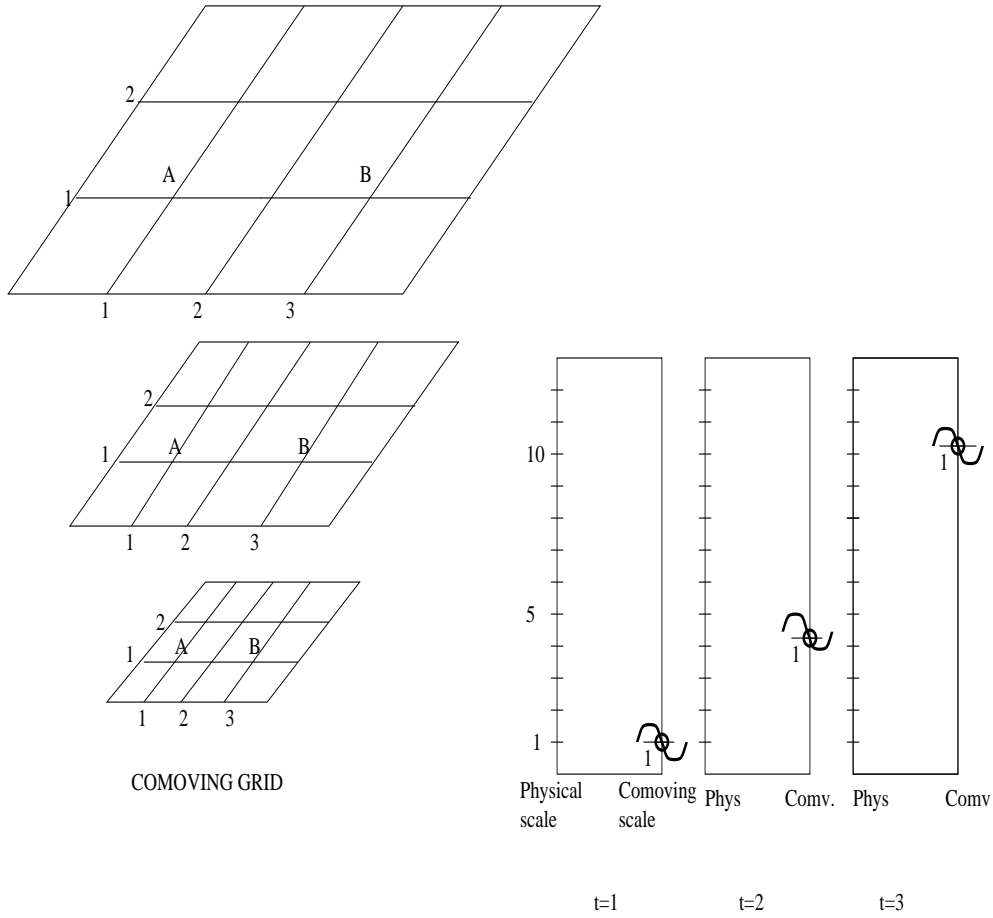 2
A B
1
1 2 3
2
A B
1
1 2 3
2
A B
1
1 2 3
COMOVING GRID
10
5
1
1
1
1
Physical scale
Comoving scale
Phys
Comv.
Phys
Comv
t=1
t=2
t=3